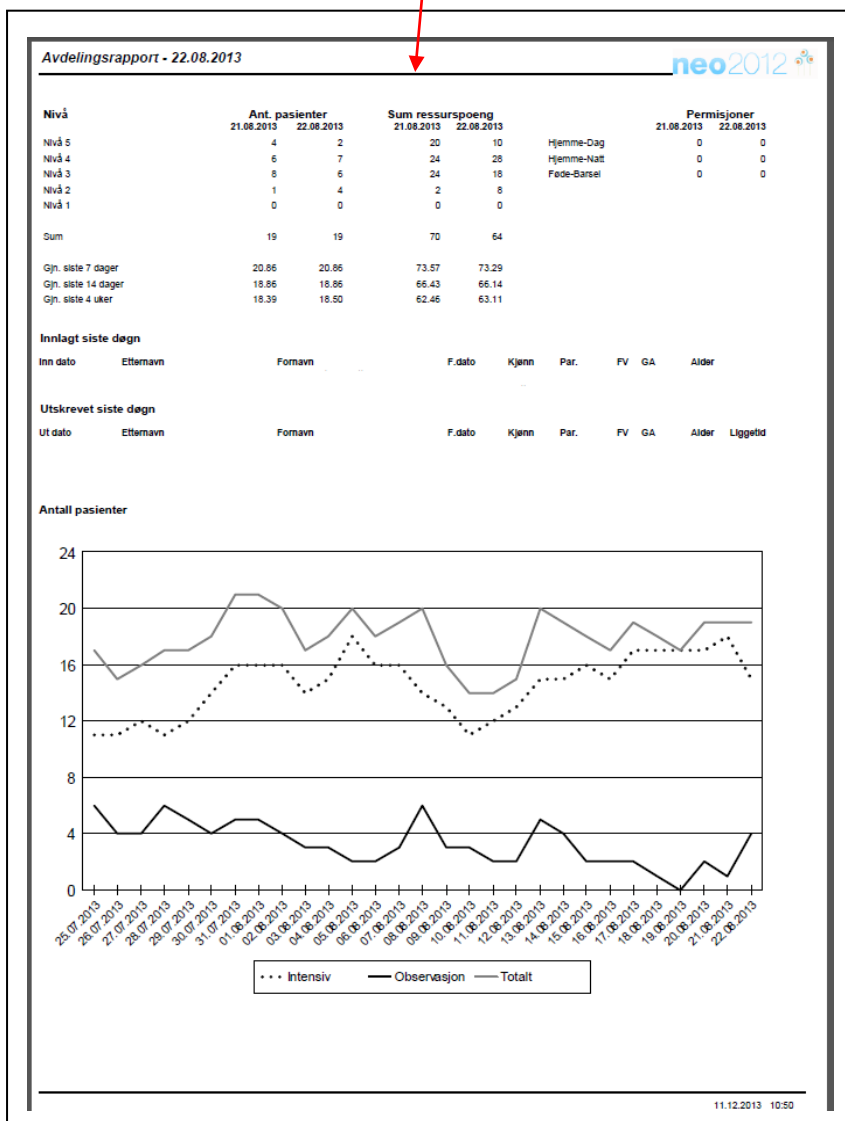 Avdelingsrapport - 22.08.2013
neo2012
Nivå Ant. pasienter Sum ressurspoeng Permisjoner
21.08.2013 22.08.2013 21.08.2013 22.08.2013 21.08.2013 22.08.2013
Nivå 5 4 2 20 10 Hjemme-Dag 0 0
Nivå 4 6 7 24 28 Hjemme-Natt 0 0
Nivå 3 8 6 24 18 Føde-Barsel 0 0
Nivå 2 1 4 2 8
Nivå 1 0 0 0 0
Sum 19 19 70 64
Gjn. siste 7 dager 20.86 20.86 73.57 73.29
Gjn. siste 14 dager 18.86 18.86 66.43 66.14
Gjn. siste 4 uker 18.39 18.50 62.46 63.11
Innlagt siste døgn
Inn dato Etternavn Fornavn F.dato Kjønn Par. FV GA Alder
Utskrevet siste døgn
Ut dato Etternavn Fornavn F.dato Kjønn Par. FV GA Alder Liggetid
Antall pasienter
24
20
16
12
8
4
0
25.07.2013 26.07.2013 27.07.2013 28.07.2013 29.07.2013 30.07.2013 31.07.2013 01.08.2013 02.08.2013 03.08.2013 04.08.2013 05.08.2013 06.08.2013 07.08.2013 08.08.2013 09.08.2013 10.08.2013 11.08.2013 12.08.2013 13.08.2013 14.08.2013 15.08.2013 16.08.2013 17.08.2013 18.08.2013 19.08.2013 20.08.2013 21.08.2013 22.08.2013
Intensiv Observasjon Totalt
11.12.2013 10:50